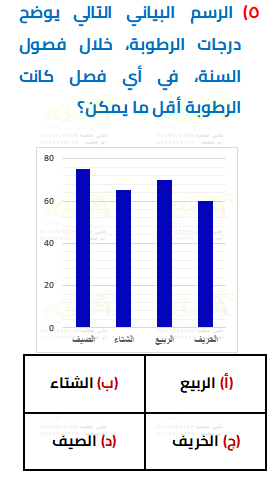 ٥) الرسم البياني التالي يوضح
درجات الرطوبة، خلال فصول
السنة، في أي فصل كانت
الرطوبة أقل ما يمكن؟
80
60
40
20
0
الصيف الشتاء الربيع الخريف
(أ) الربيع
(ب) الشتاء
(ج) الخريف
(د) الصيف